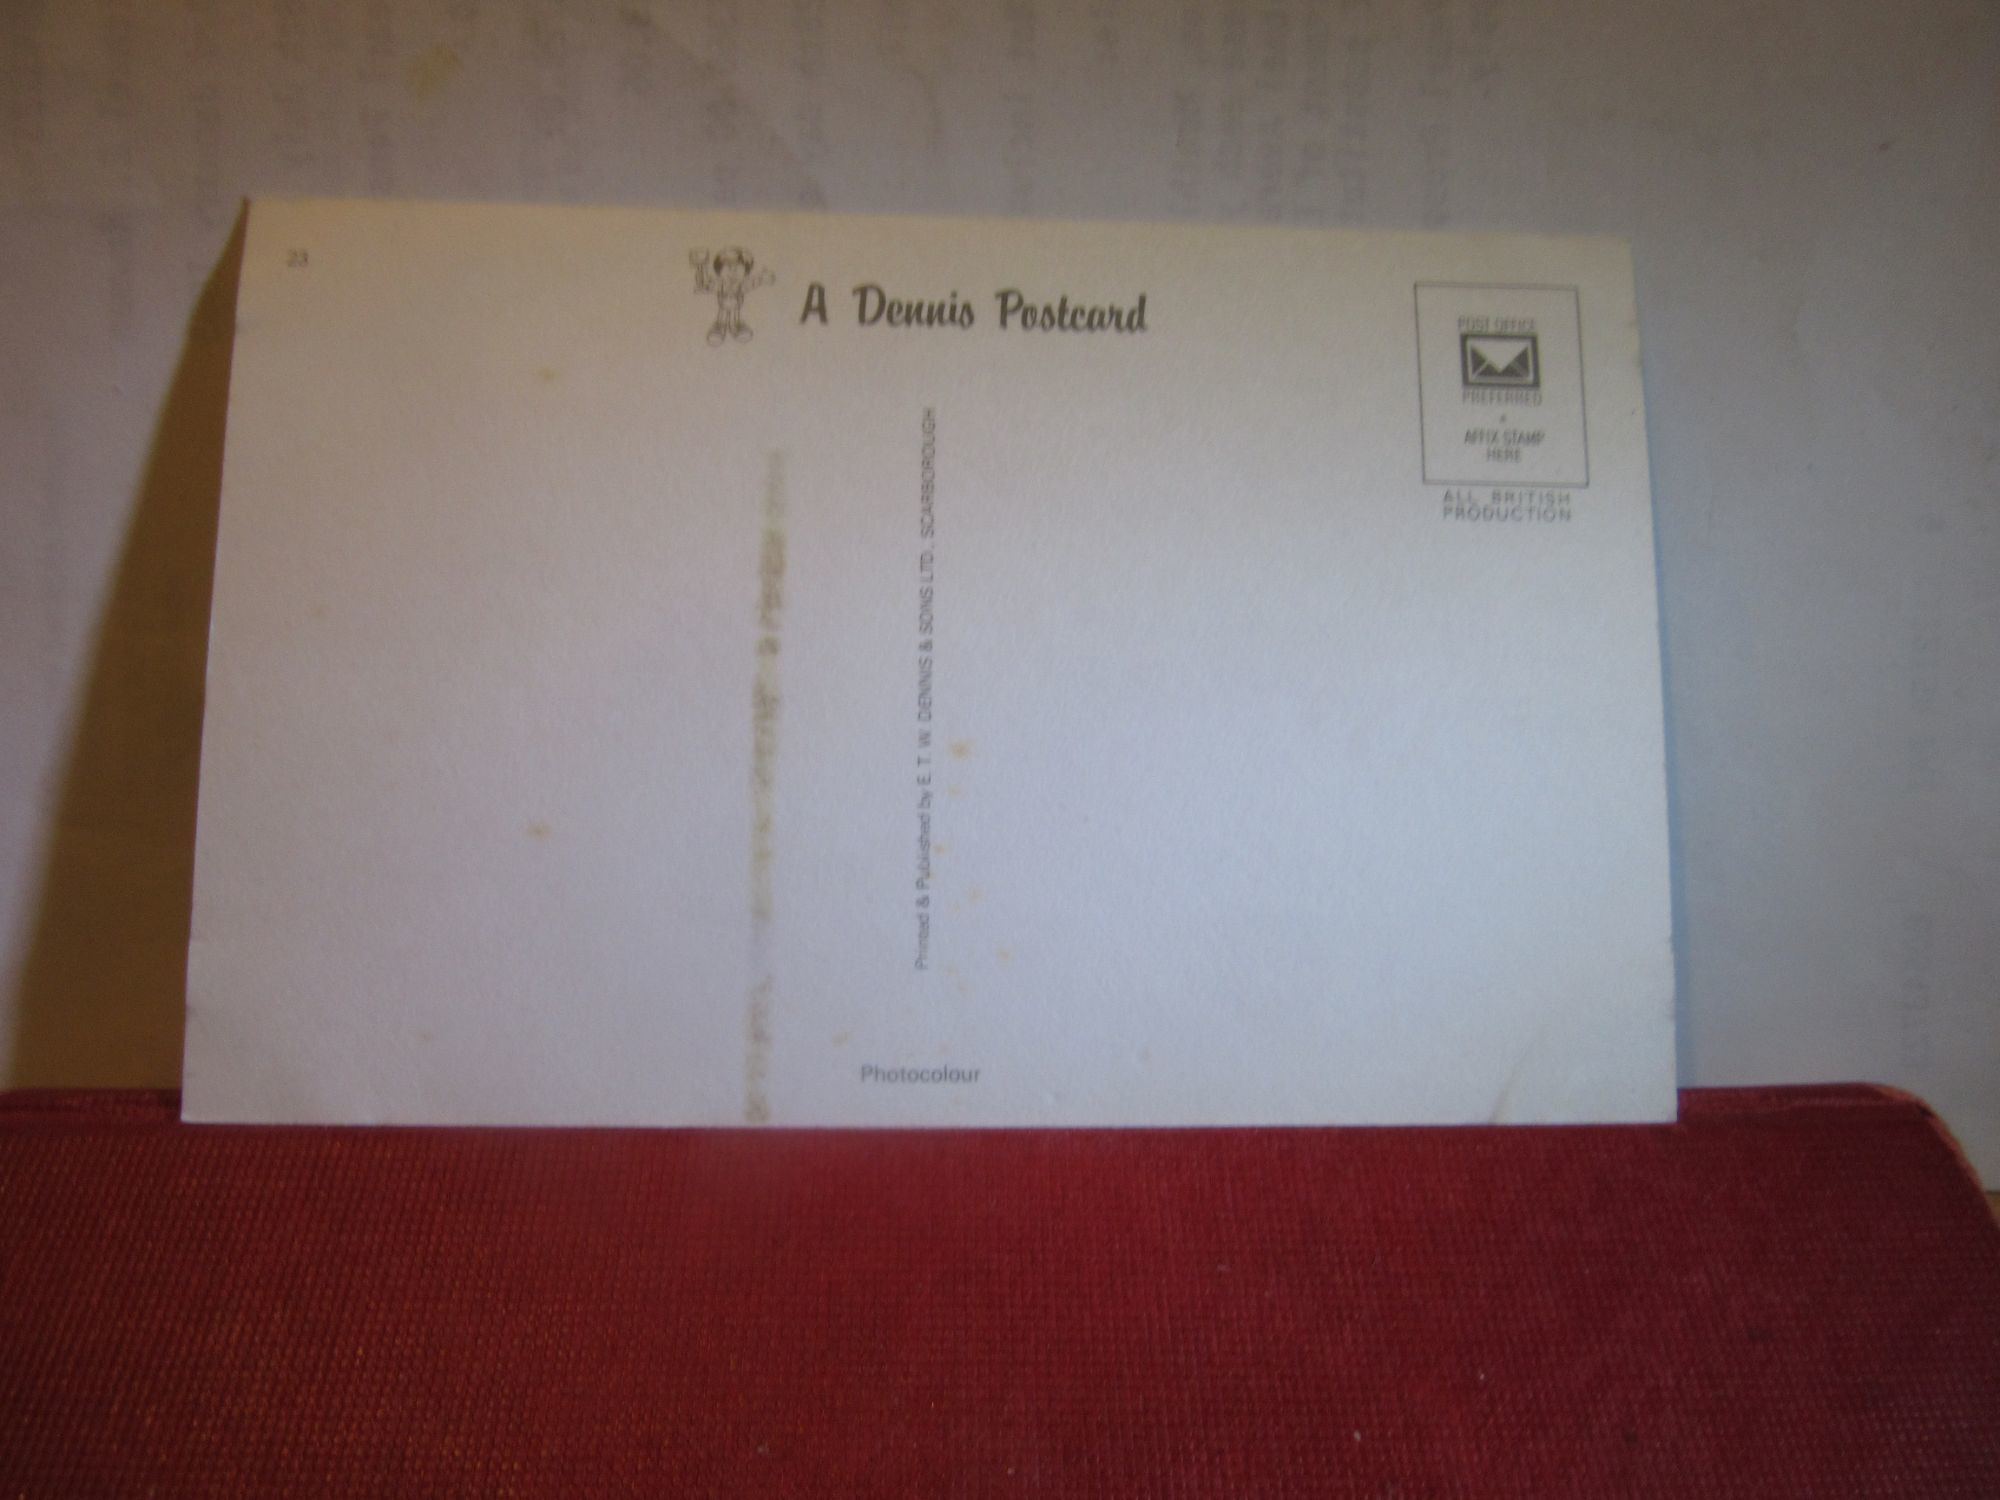 23
A Dennis Postcard
POST OFFICE
PREFERRED
AFFIX STAMP
HERE
ALL BRITISH
PRODUCTION
Printed & Published by E. T. W. DENNIS & SONS LTD., SCARBOROUGH
Photocolour